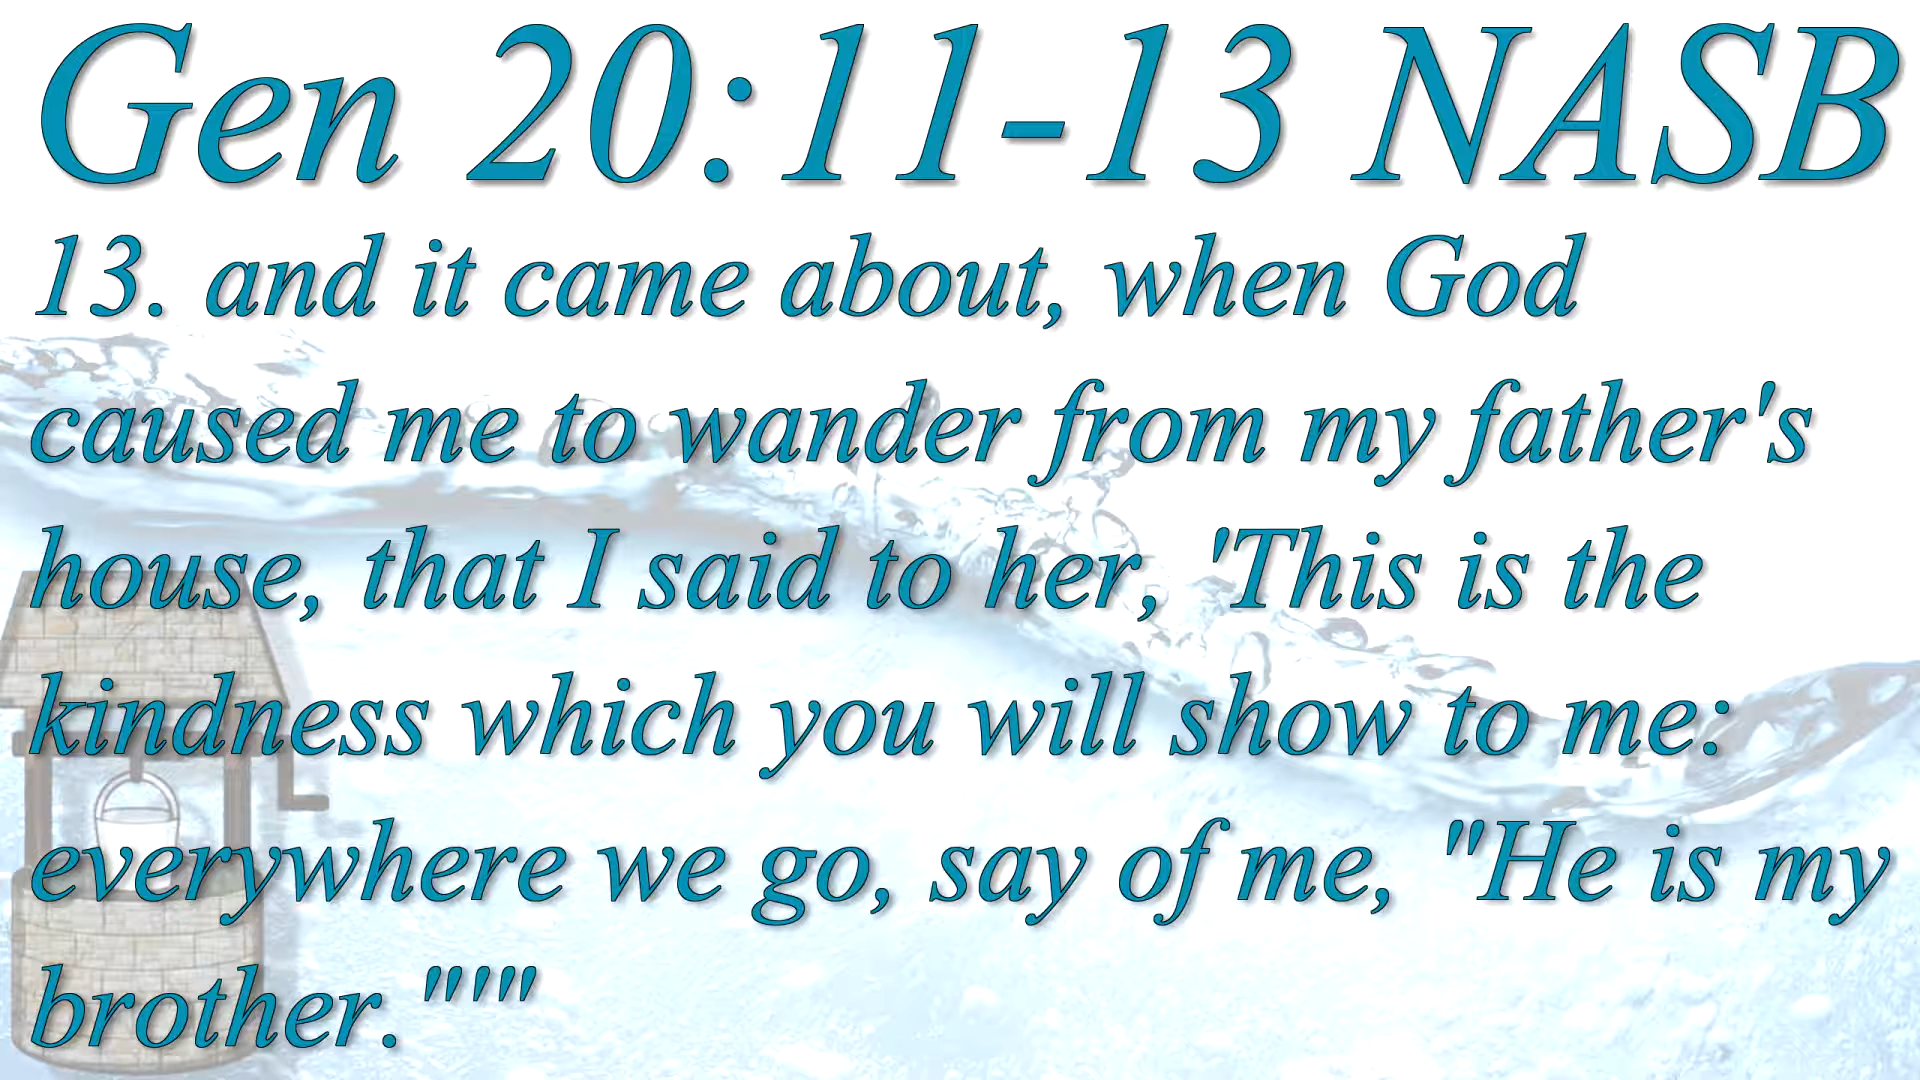 Gen 20:11-13 NASB
13. and it came about, when God
caused me to wander from my father's
house, that I said to her, 'This is the
kindness which you will show to me:
everywhere we go, say of me, "He is my
brother."'"